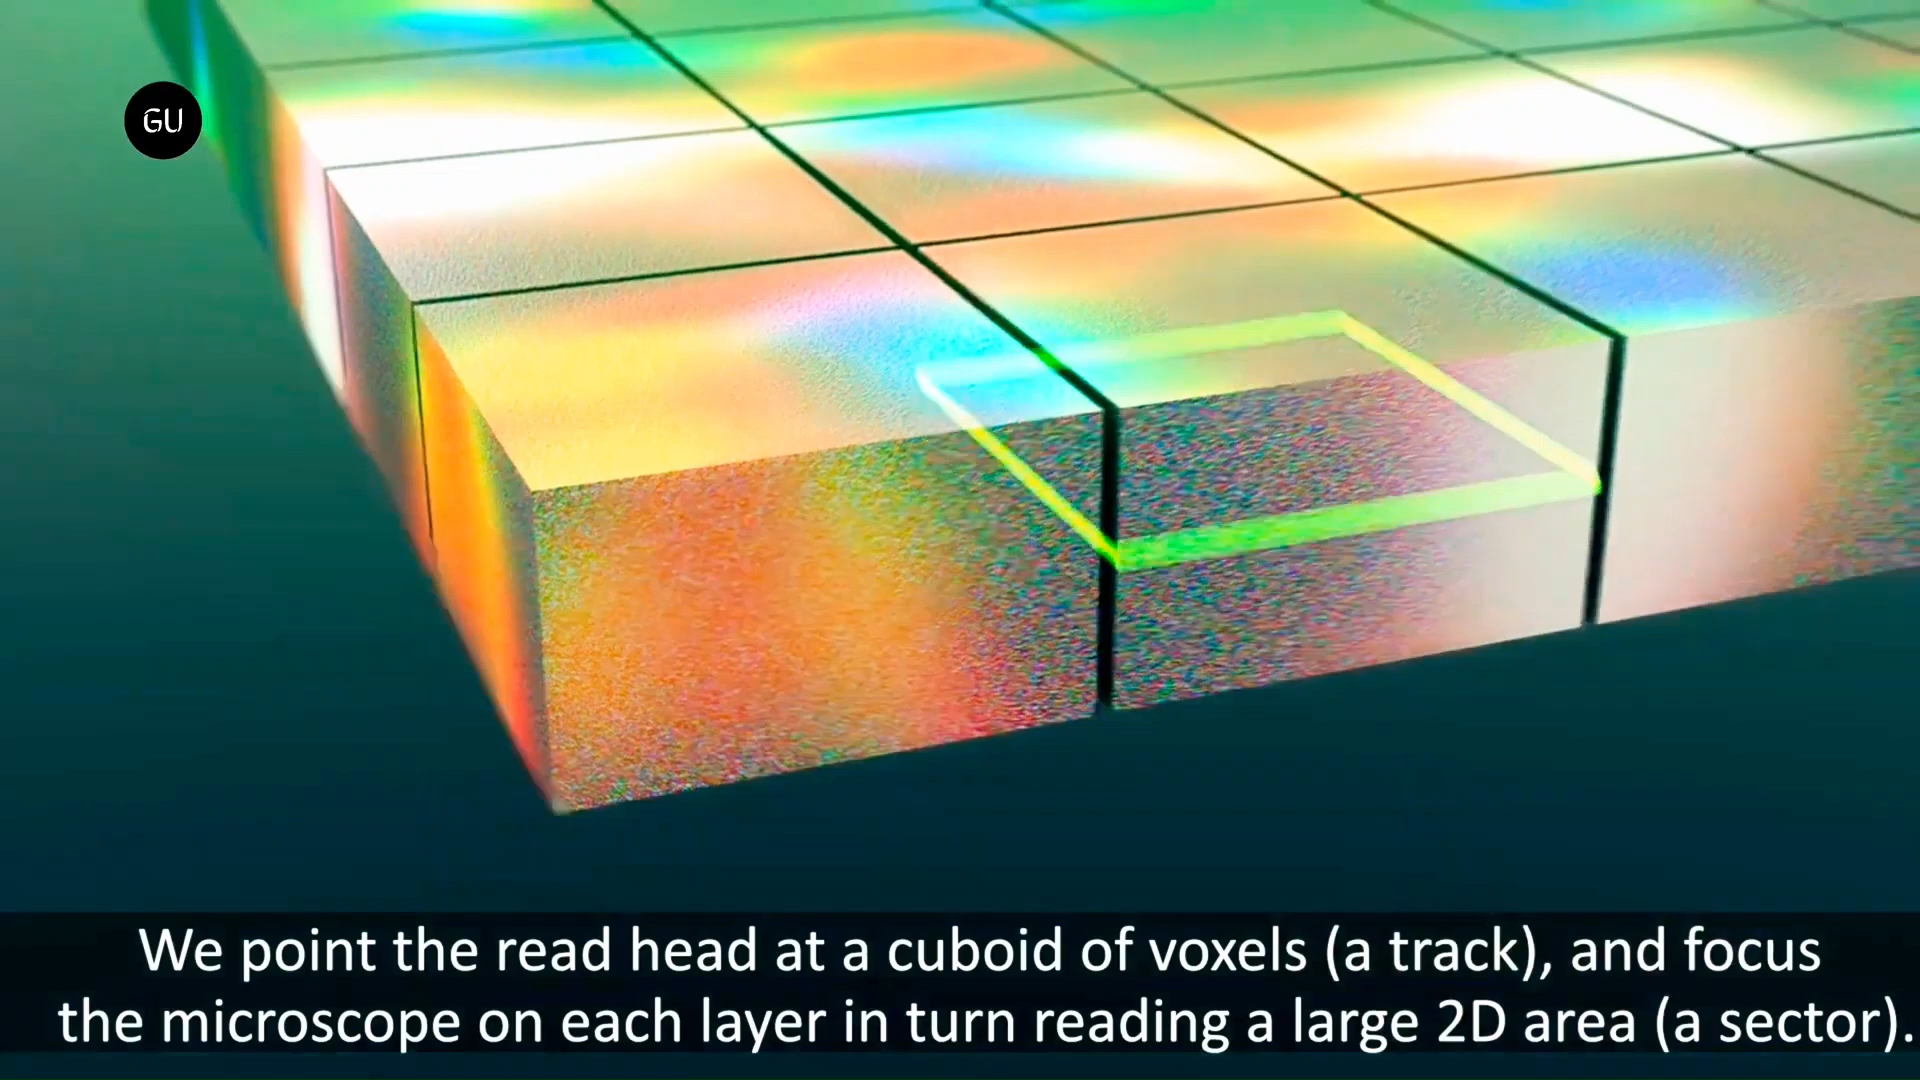 GU
We point the read head at a cuboid of voxels (a track), and focus
the microscope on each layer in turn reading a large 2D area (a sector).